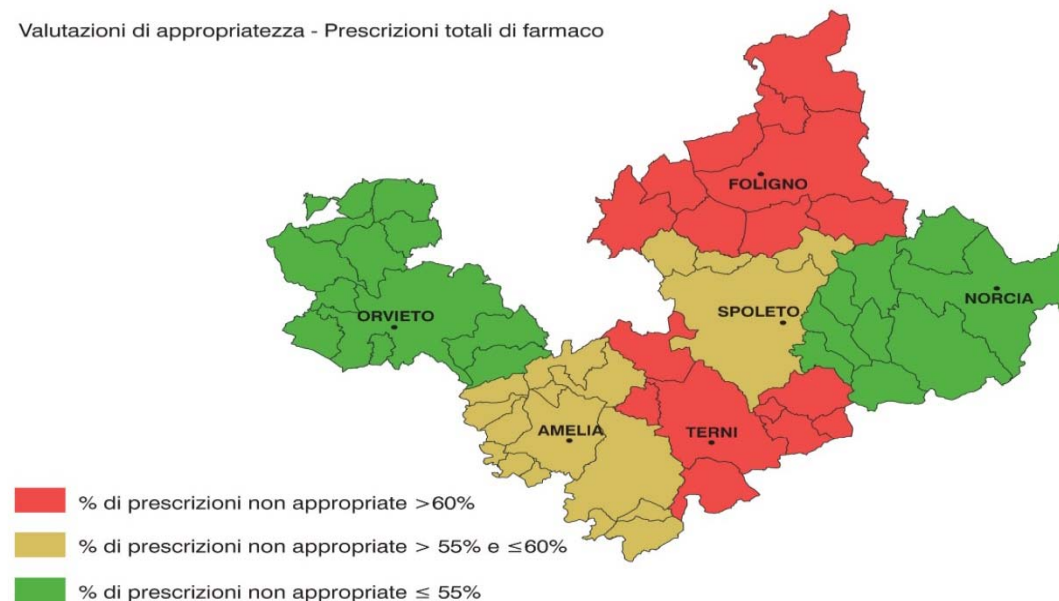 Valutazioni di appropriatezza - Prescrizioni totali di farmaco
FOLIGNO
NORCIA
ORVIETO
SPOLETO
AMELIA
TERNI
% di prescrizioni non appropriate >60%
% di prescrizioni non appropriate > 55% e ≤60%
% di prescrizioni non appropriate ≤ 55%